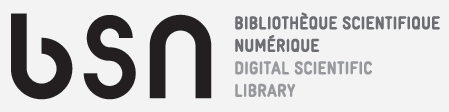 bsn
BIBLIOTHÈQUE SCIENTIFIQUE
NUMÉRIQUE
DIGITAL SCIENTIFIC
LIBRARY